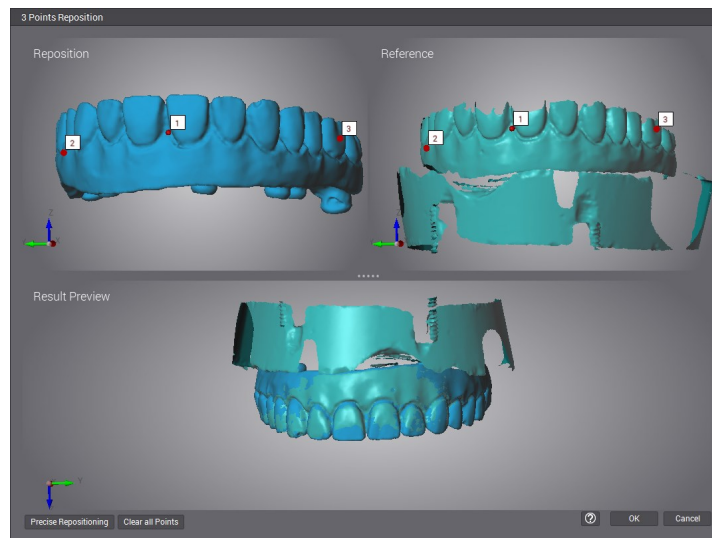 3 Points Reposition
Reposition
Reference
1
2
3
1
2
3
Z
Result Preview
Y
Precise Repositioning
Clear all Points
?
OK
Cancel